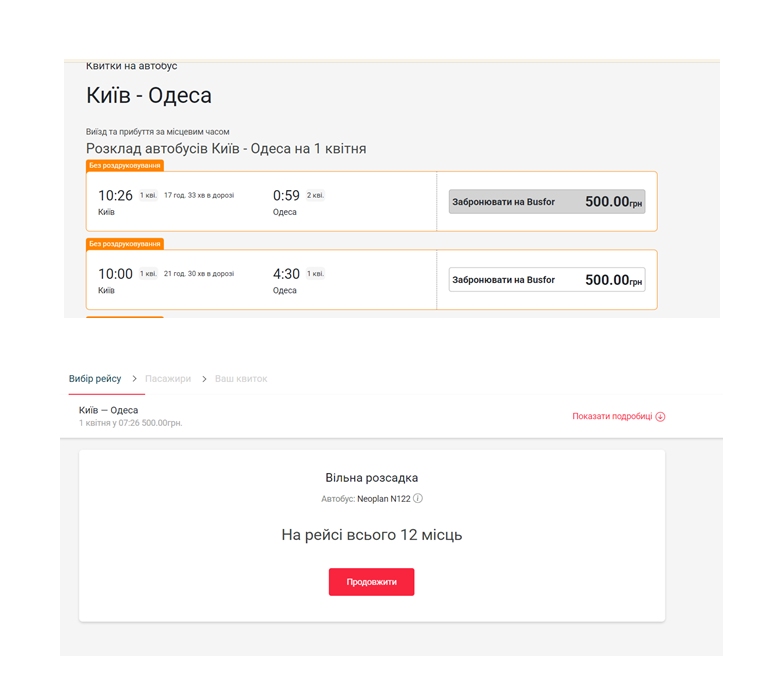 Квитки на автобус
Київ - Одеса
Виїзд та прибуття за місцевим часом
Розклад автобусів Київ - Одеса на 1 квітня
Без роздруковування
10:26 1 кві. 17 год. 33 хв в дорозі 0:59 2 кві. Забронювати на Busfor 500.00грн
Київ Одеса
Без роздруковування
10:00 1 кві. 21 год. 30 хв в дорозі 4:30 1 кві. Забронювати на Busfor 500.00грн
Київ Одеса
Вибір рейсу Пасажири Ваш квиток
Київ — Одеса
1 квітня у 07:26 500.00грн.
Показати подробиці
Вільна розсадка
Автобус: Neoplan N122
На рейсі всього 12 місць
Продовжити